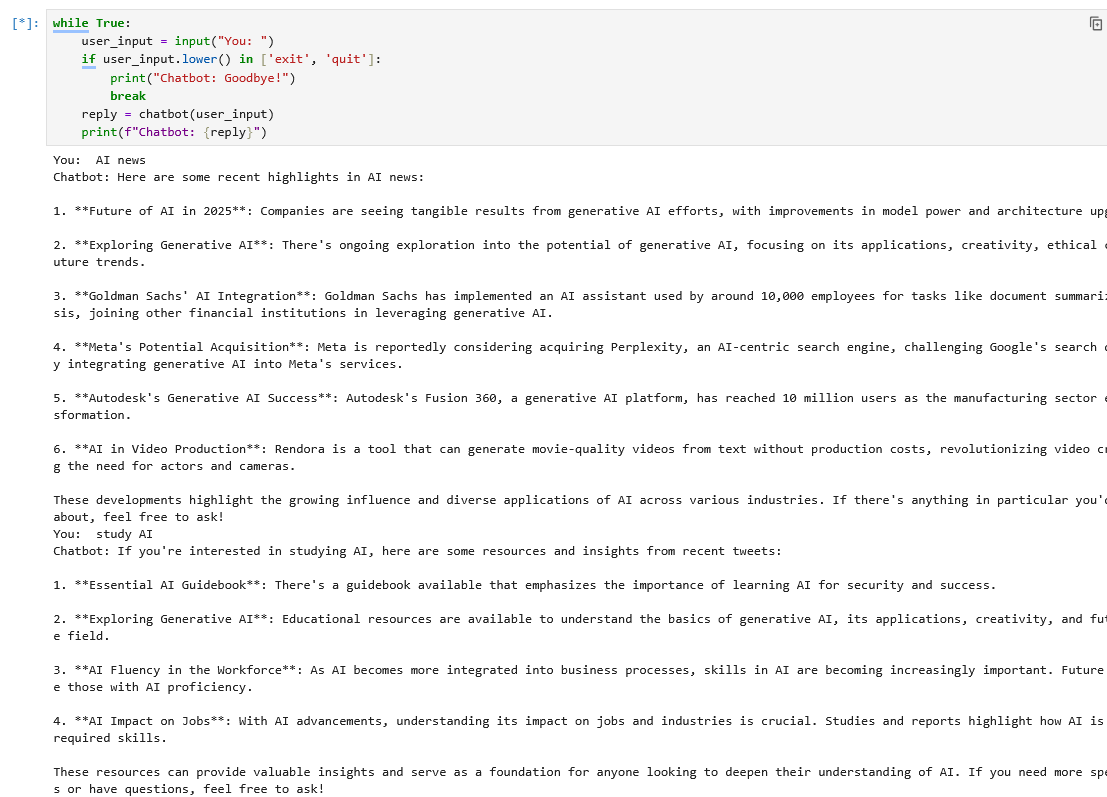 [*]:
while True:
    user_input = input("You: ")
    if user_input.lower() in ['exit', 'quit']:
        print("Chatbot: Goodbye!")
        break
    reply = chatbot(user_input)
    print(f"Chatbot: {reply}")
You:  AI news
Chatbot: Here are some recent highlights in AI news:
1. **Future of AI in 2025**: Companies are seeing tangible results from generative AI efforts, with improvements in model power and architecture upg
2. **Exploring Generative AI**: There's ongoing exploration into the potential of generative AI, focusing on its applications, creativity, ethical
uture trends.
3. **Goldman Sachs' AI Integration**: Goldman Sachs has implemented an AI assistant used by around 10,000 employees for tasks like document summariz
sis, joining other financial institutions in leveraging generative AI.
4. **Meta's Potential Acquisition**: Meta is reportedly considering acquiring Perplexity, an AI-centric search engine, challenging Google's search
y integrating generative AI into Meta's services.
5. **Autodesk's Generative AI Success**: Autodesk's Fusion 360, a generative AI platform, has reached 10 million users as the manufacturing sector
sformation.
6. **AI in Video Production**: Rendora is a tool that can generate movie-quality videos from text without production costs, revolutionizing video cr
g the need for actors and cameras.
These developments highlight the growing influence and diverse applications of AI across various industries. If there's anything in particular you'
about, feel free to ask!
You:  study AI
Chatbot: If you're interested in studying AI, here are some resources and insights from recent tweets:
1. **Essential AI Guidebook**: There's a guidebook available that emphasizes the importance of learning AI for security and success.
2. **Exploring Generative AI**: Educational resources are available to understand the basics of generative AI, its applications, creativity, and fut
e field.
3. **AI Fluency in the Workforce**: As AI becomes more integrated into business processes, skills in AI are becoming increasingly important. Future
e those with AI proficiency.
4. **AI Impact on Jobs**: With AI advancements, understanding its impact on jobs and industries is crucial. Studies and reports highlight how AI is
required skills.
These resources can provide valuable insights and serve as a foundation for anyone looking to deepen their understanding of AI. If you need more spe
s or have questions, feel free to ask!